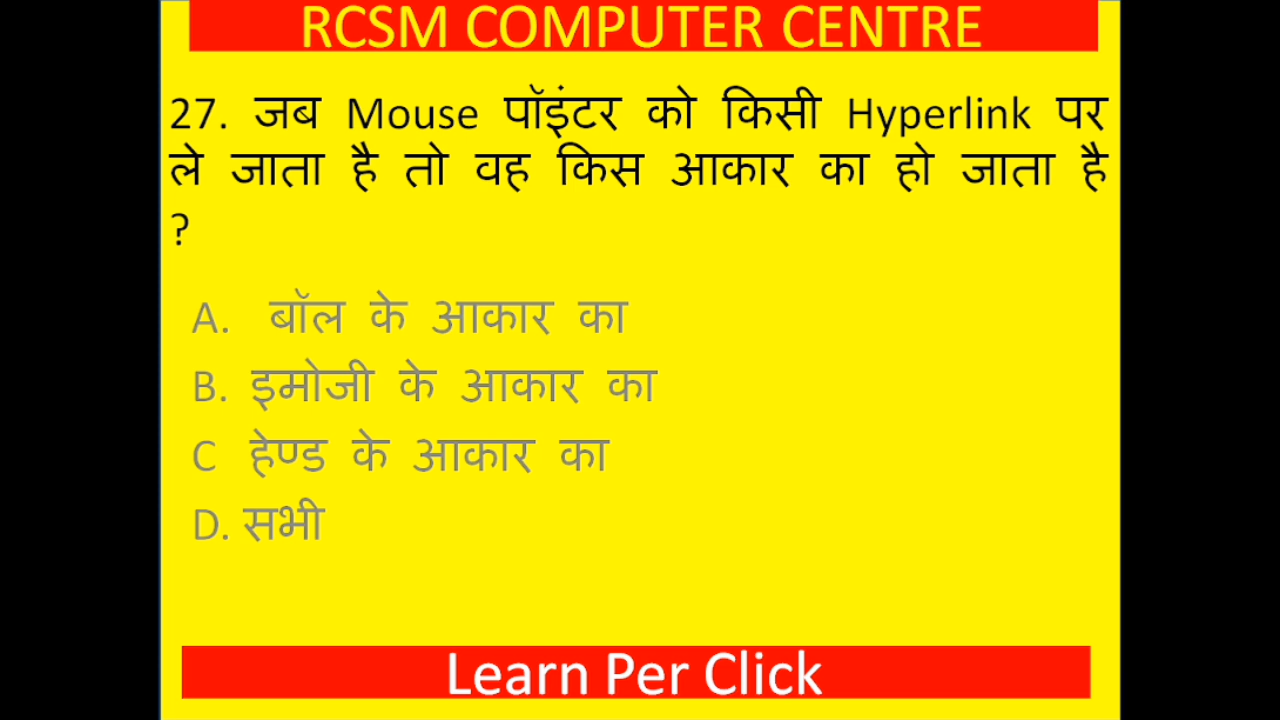 RCSM COMPUTER CENTRE
27. जब Mouse पॉइंटर को किसी Hyperlink पर
ले जाता है तो वह किस आकार का हो जाता है
?
A. बॉल के आकार का
B. इमोजी के आकार का
C हेण्ड के आकार का
D. सभी
Learn Per Click